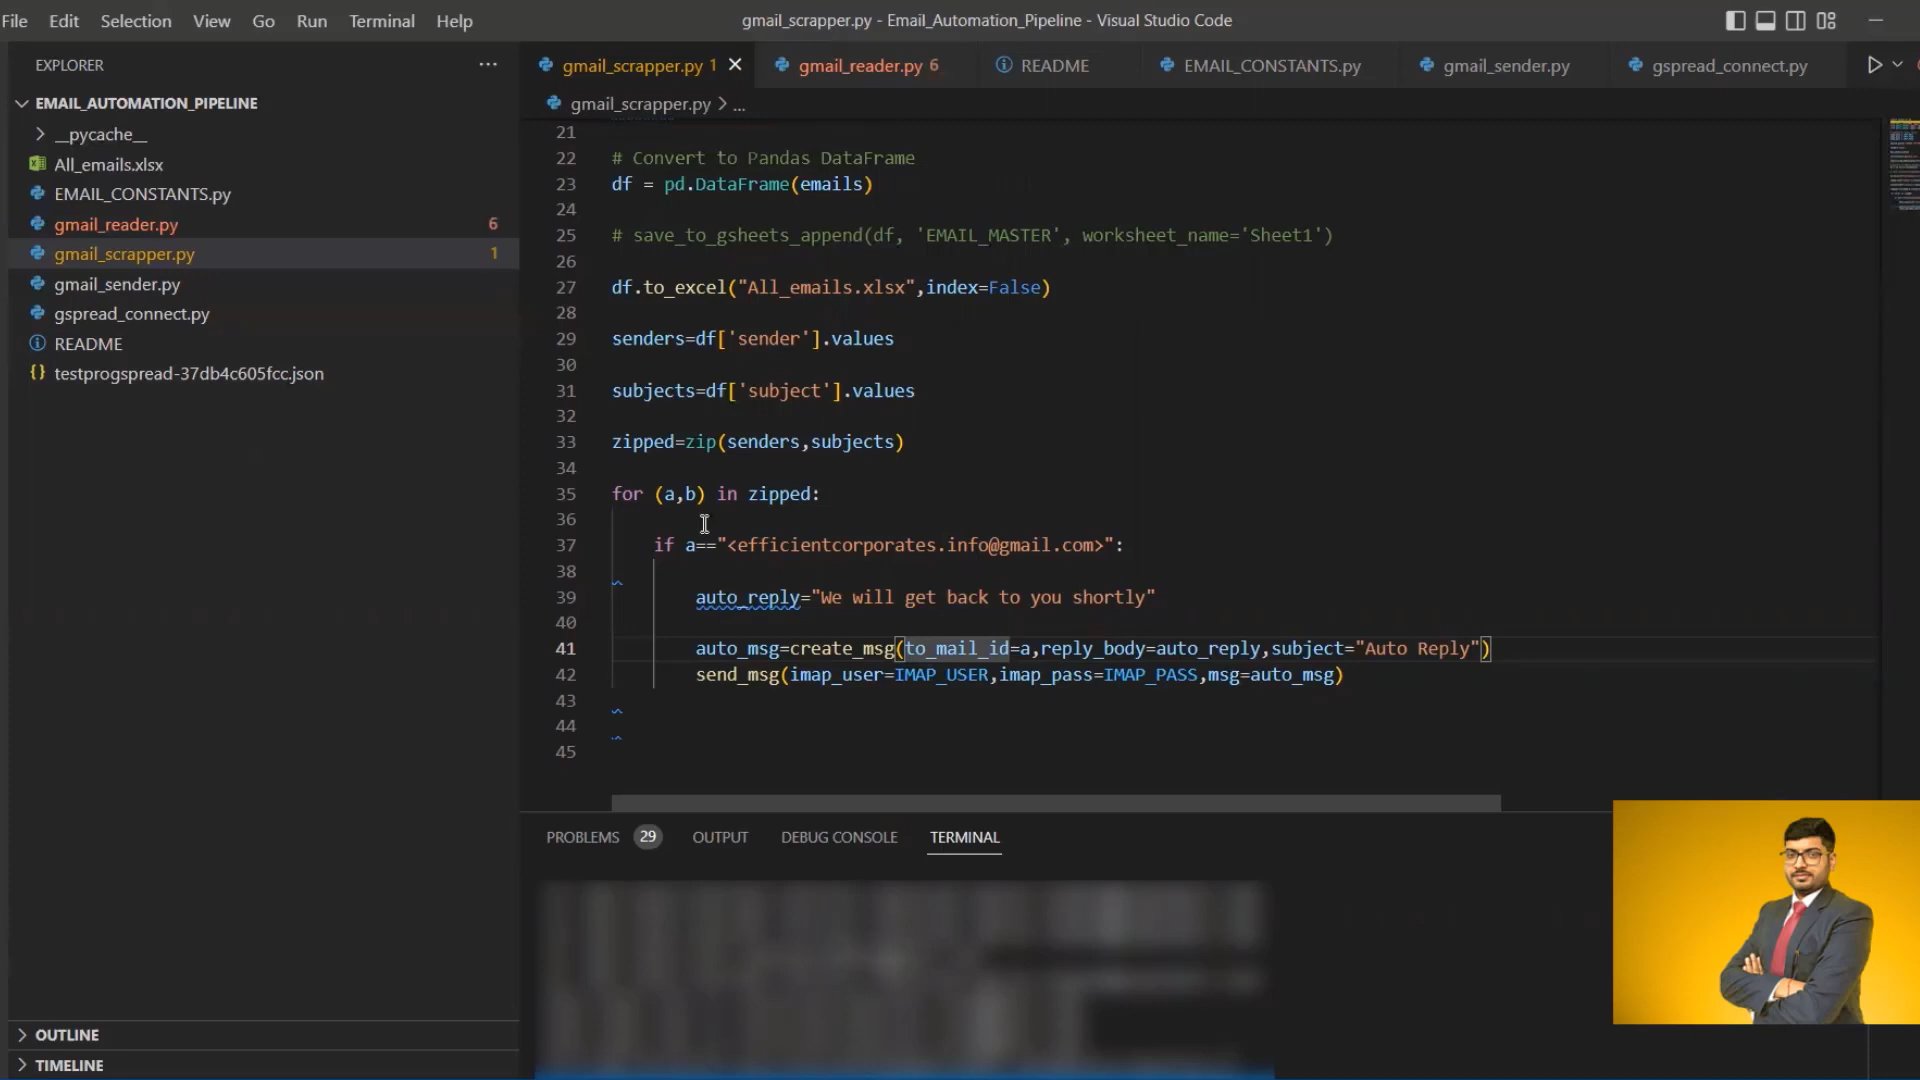 File Edit Selection View Go Run Terminal Help
gmail_scrapper.py - Email_Automation_Pipeline - Visual Studio Code
EXPLORER
EMAIL_AUTOMATION_PIPELINE
__pycache__
All_emails.xlsx
EMAIL_CONSTANTS.py
gmail_reader.py 6
gmail_scrapper.py 1
gmail_sender.py
gspread_connect.py
README
testprogspread-37db4c605fcc.json
OUTLINE
TIMELINE
gmail_scrapper.py 1 gmail_reader.py 6 README EMAIL_CONSTANTS.py gmail_sender.py gspread_connect.py
gmail_scrapper.py > ...
21
22 # Convert to Pandas DataFrame
23 df = pd.DataFrame(emails)
24
25 # save_to_gsheets_append(df, 'EMAIL_MASTER', worksheet_name='Sheet1')
26
27 df.to_excel("All_emails.xlsx",index=False)
28
29 senders=df['sender'].values
30
31 subjects=df['subject'].values
32
33 zipped=zip(senders,subjects)
34
35 for (a,b) in zipped:
36
37 if a=="<efficientcorporates.info@gmail.com>":
38
39 auto_reply="We will get back to you shortly"
40
41 auto_msg=create_msg(to_mail_id=a,reply_body=auto_reply,subject="Auto Reply")
42 send_msg(imap_user=IMAP_USER,imap_pass=IMAP_PASS,msg=auto_msg)
43
44
45
PROBLEMS 29 OUTPUT DEBUG CONSOLE TERMINAL